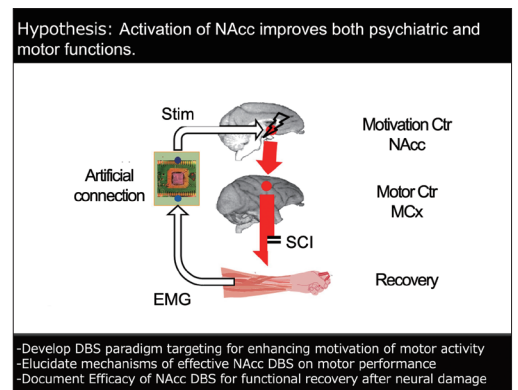 Hypothesis: Activation of NAcc improves both psychiatric and
motor functions.
Stim
Motivation Ctr
NAcc
Artificial
connection
Motor Ctr
MCx
SCI
Recovery
EMG
-Develop DBS paradigm targeting for enhancing motivation of motor activity
-Elucidate mechanisms of effective NAcc DBS on motor performance
-Document Efficacy of NAcc DBS for functional recovery after neural damage